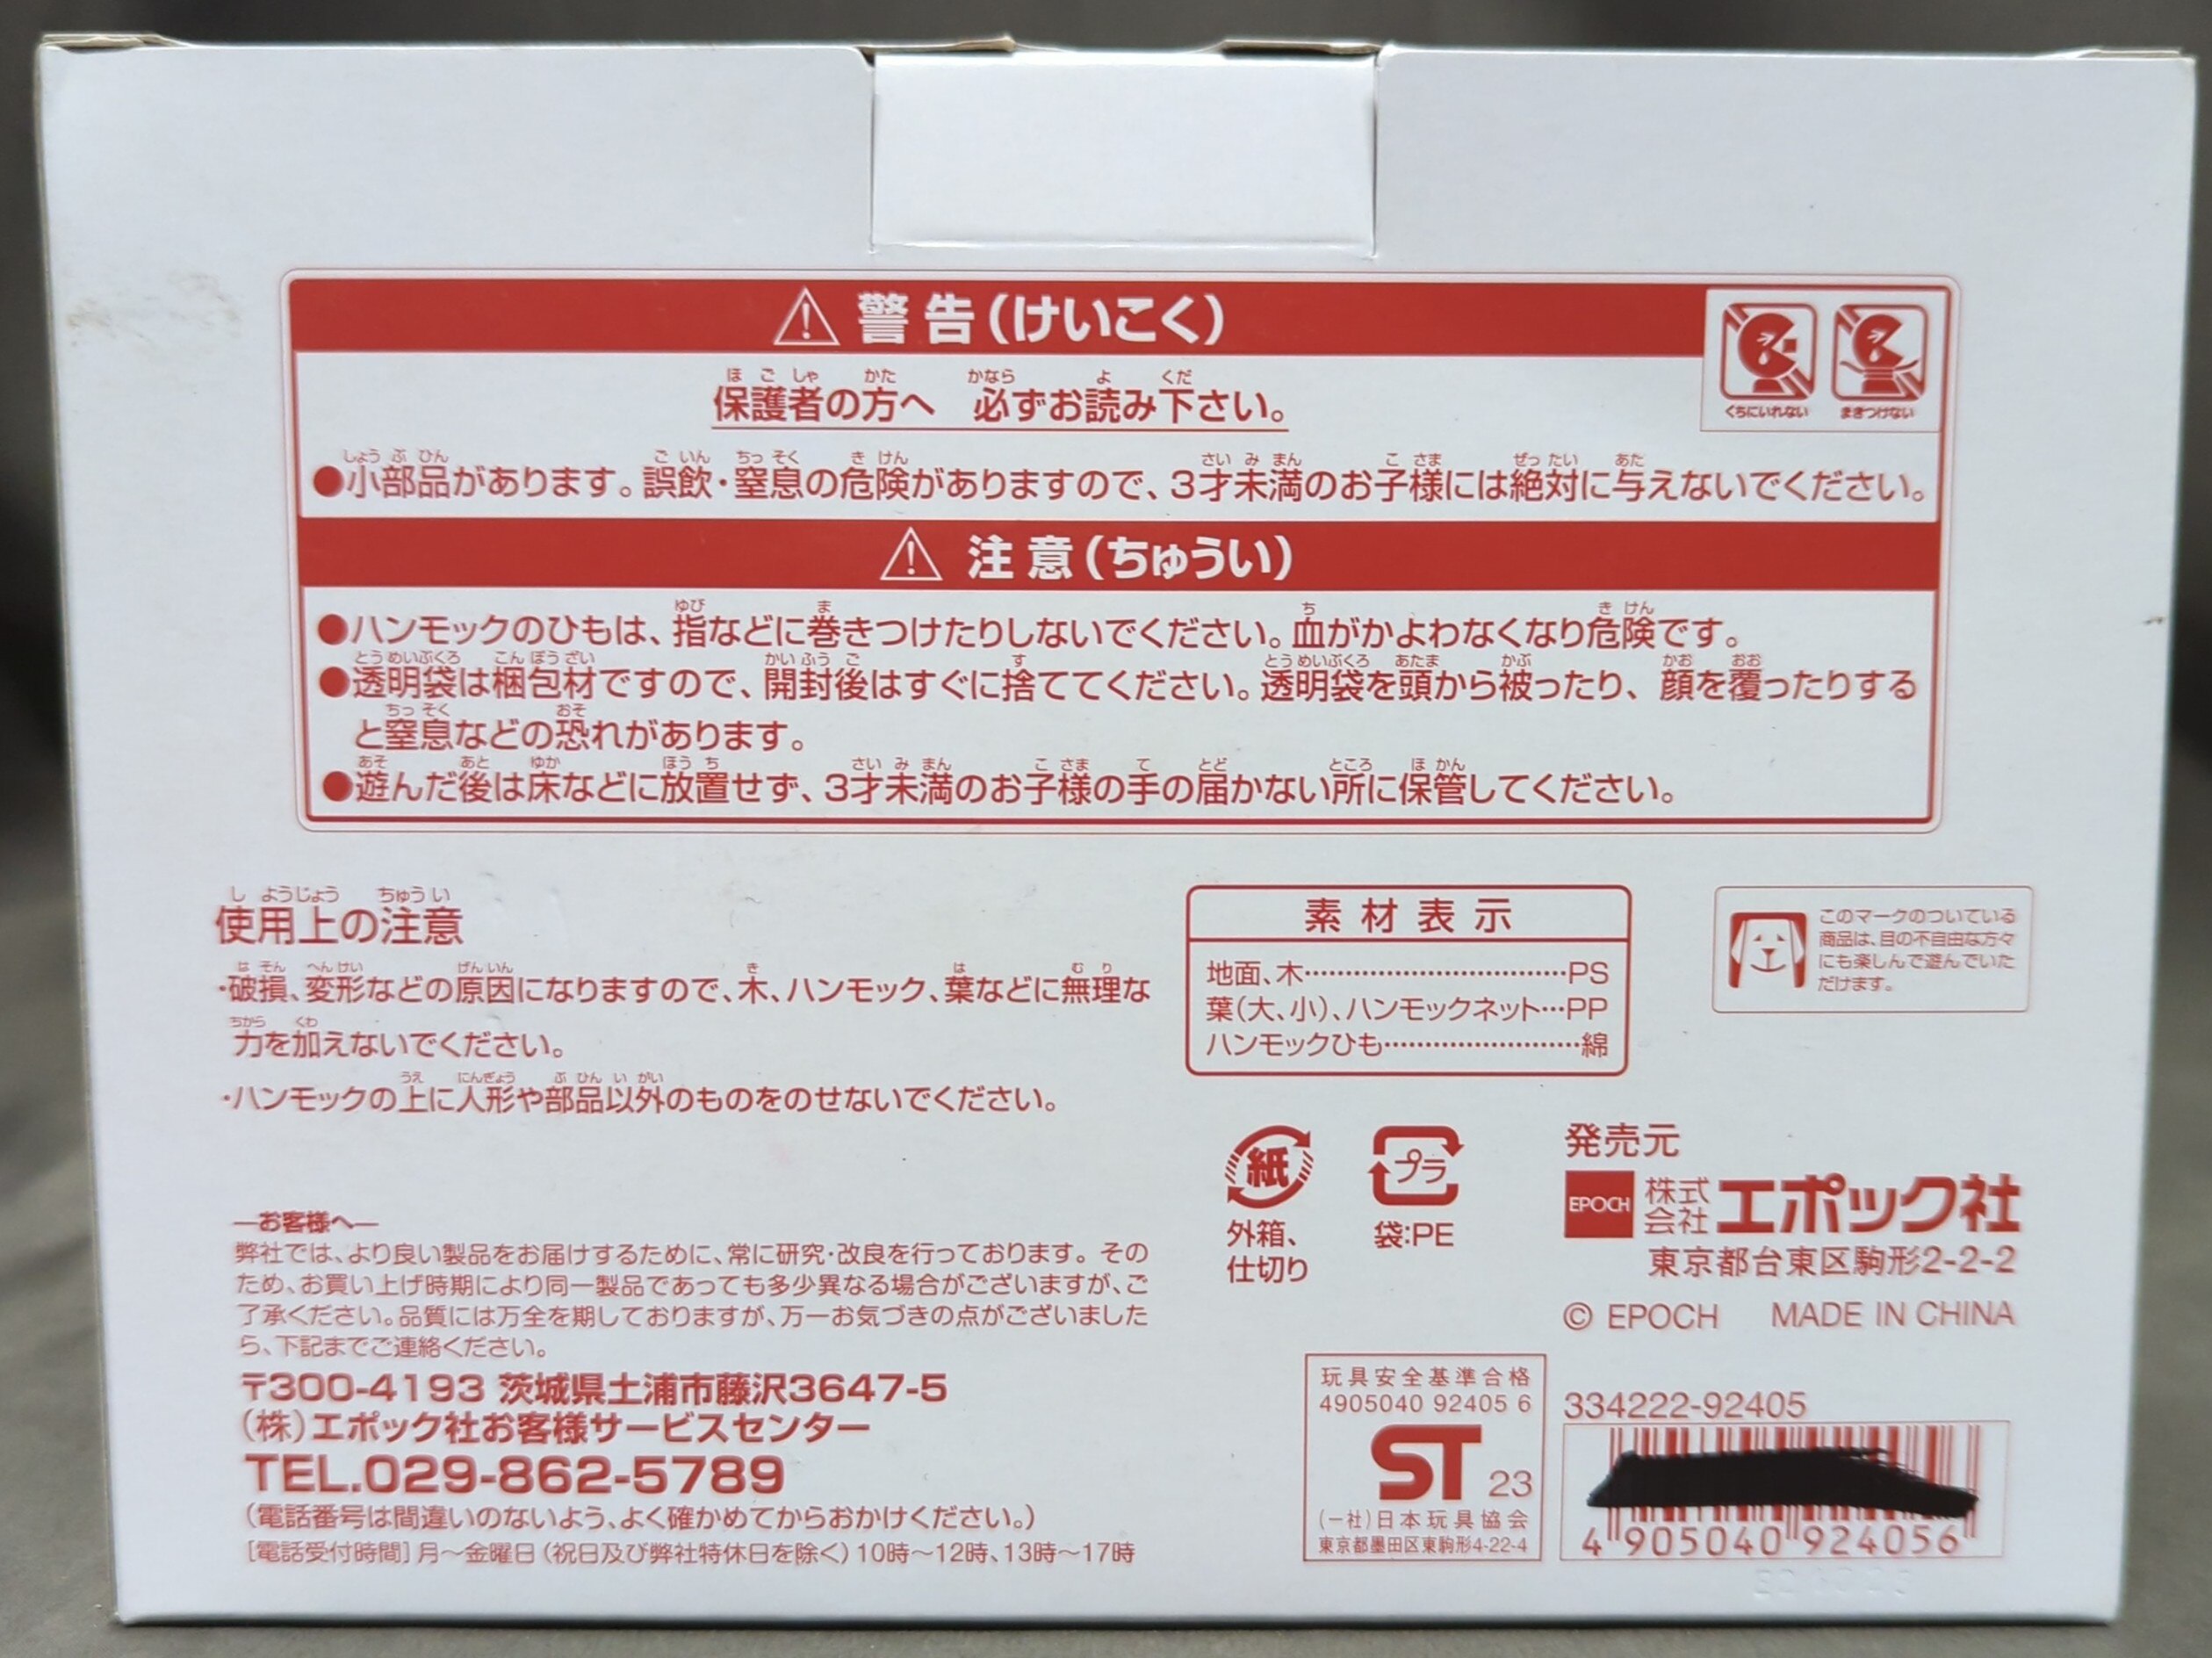 ⚠ 警告(けいこく)
くちにいれない まきつけない
保護者の方へ 必ずお読み下さい。
●小部品があります。誤飲・窒息の危険がありますので、3才未満のお子様には絶対に与えないでください。
⚠ 注意(ちゅうい)
●ハンモックのひもは、指などに巻きつけたりしないでください。血がかよわなくなり危険です。
●透明袋は梱包材ですので、開封後はすぐに捨ててください。透明袋を頭から被ったり、顔を覆ったりする
と窒息などの恐れがあります。
●遊んだ後は床などに放置せず、3才未満のお子様の手の届かない所に保管してください。
使用上の注意
・破損、変形などの原因になりますので、木、ハンモック、葉などに無理な
力を加えないでください。
・ハンモックの上に人形や部品以外のものをのせないでください。
素材表示
地面、木……………………………PS
葉(大、小)、ハンモックネット…PP
ハンモックひも……………………綿
このマークのついている
商品は、目の不自由な方々
にも楽しんで遊んでいた
だけます。
紙
外箱、
仕切り
プラ
袋:PE
発売元
EPOCH 株式会社 エポック社
東京都台東区駒形2-2-2
© EPOCH MADE IN CHINA
―お客様へ―
弊社では、より良い製品をお届けするために、常に研究・改良を行っております。その
ため、お買い上げ時期により同一製品であっても多少異なる場合がございますが、ご
了承ください。品質には万全を期しておりますが、万一お気づきの点がございました
ら、下記までご連絡ください。
〒300-4193 茨城県土浦市藤沢3647-5
(株)エポック社お客様サービスセンター
TEL.029-862-5789
(電話番号は間違いのないよう、よく確かめてからおかけください。)
[電話受付時間]月〜金曜日(祝日及び弊社特休日を除く)10時〜12時、13時〜17時
玩具安全基準合格
4905040 92405 6
ST 23
(一社)日本玩具協会
東京都墨田区東駒形4-22-4
334222-92405
4 905040 924056